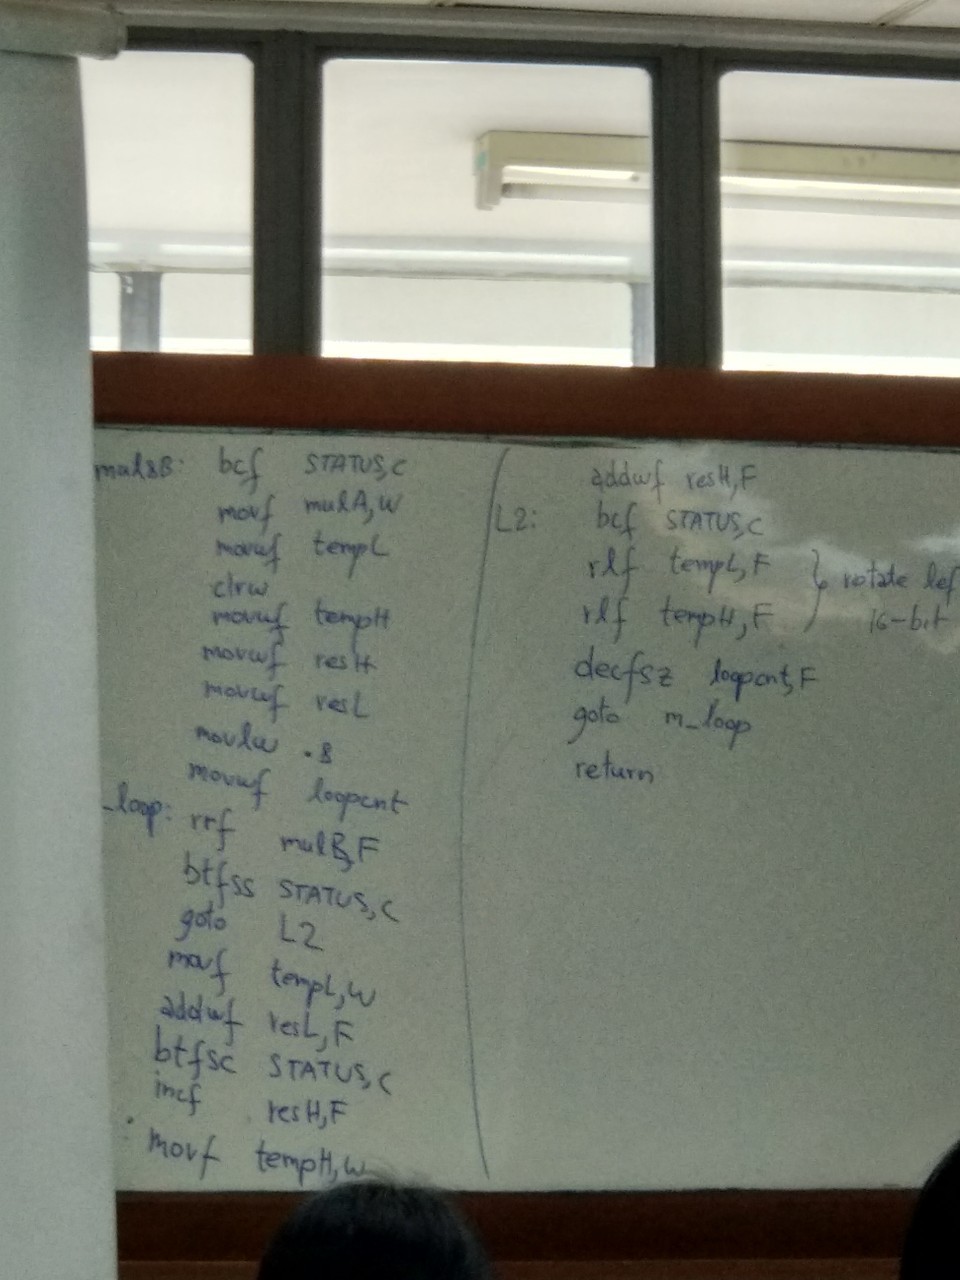 mul8B: bcf STATUS,C
movf mulA,W
movwf tempL
clrw
movwf tempH
movwf resH
movwf resL
movlw .8
movwf loopcnt
_loop: rrf mulB,F
btfss STATUS,C
goto L2
movf tempL,W
addwf resL,F
btfsc STATUS,C
incf resH,F
movf tempH,W
addwf resH,F
L2: bcf STATUS,C
rlf tempL,F
rlf tempH,F
rotate lef
16-bit
decfsz loopcnt,F
goto m_loop
return